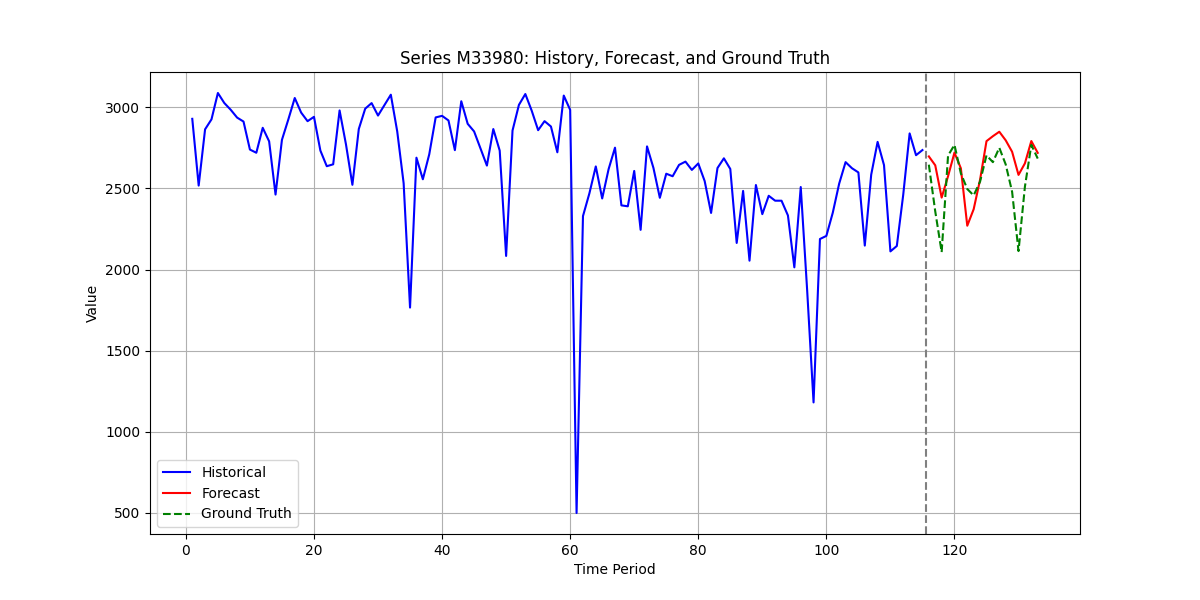 Series M33980: History, Forecast, and Ground Truth
Value
3000
2500
2000
1500
1000
500
Historical
Forecast
Ground Truth
0 20 40 60 80 100 120
Time Period